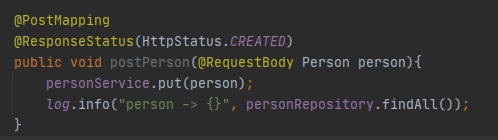 @PostMapping
@ResponseStatus(HttpStatus.CREATED)
public void postPerson(@RequestBody Person person){
    personService.put(person);
    log.info("person -> {}", personRepository.findAll());
}